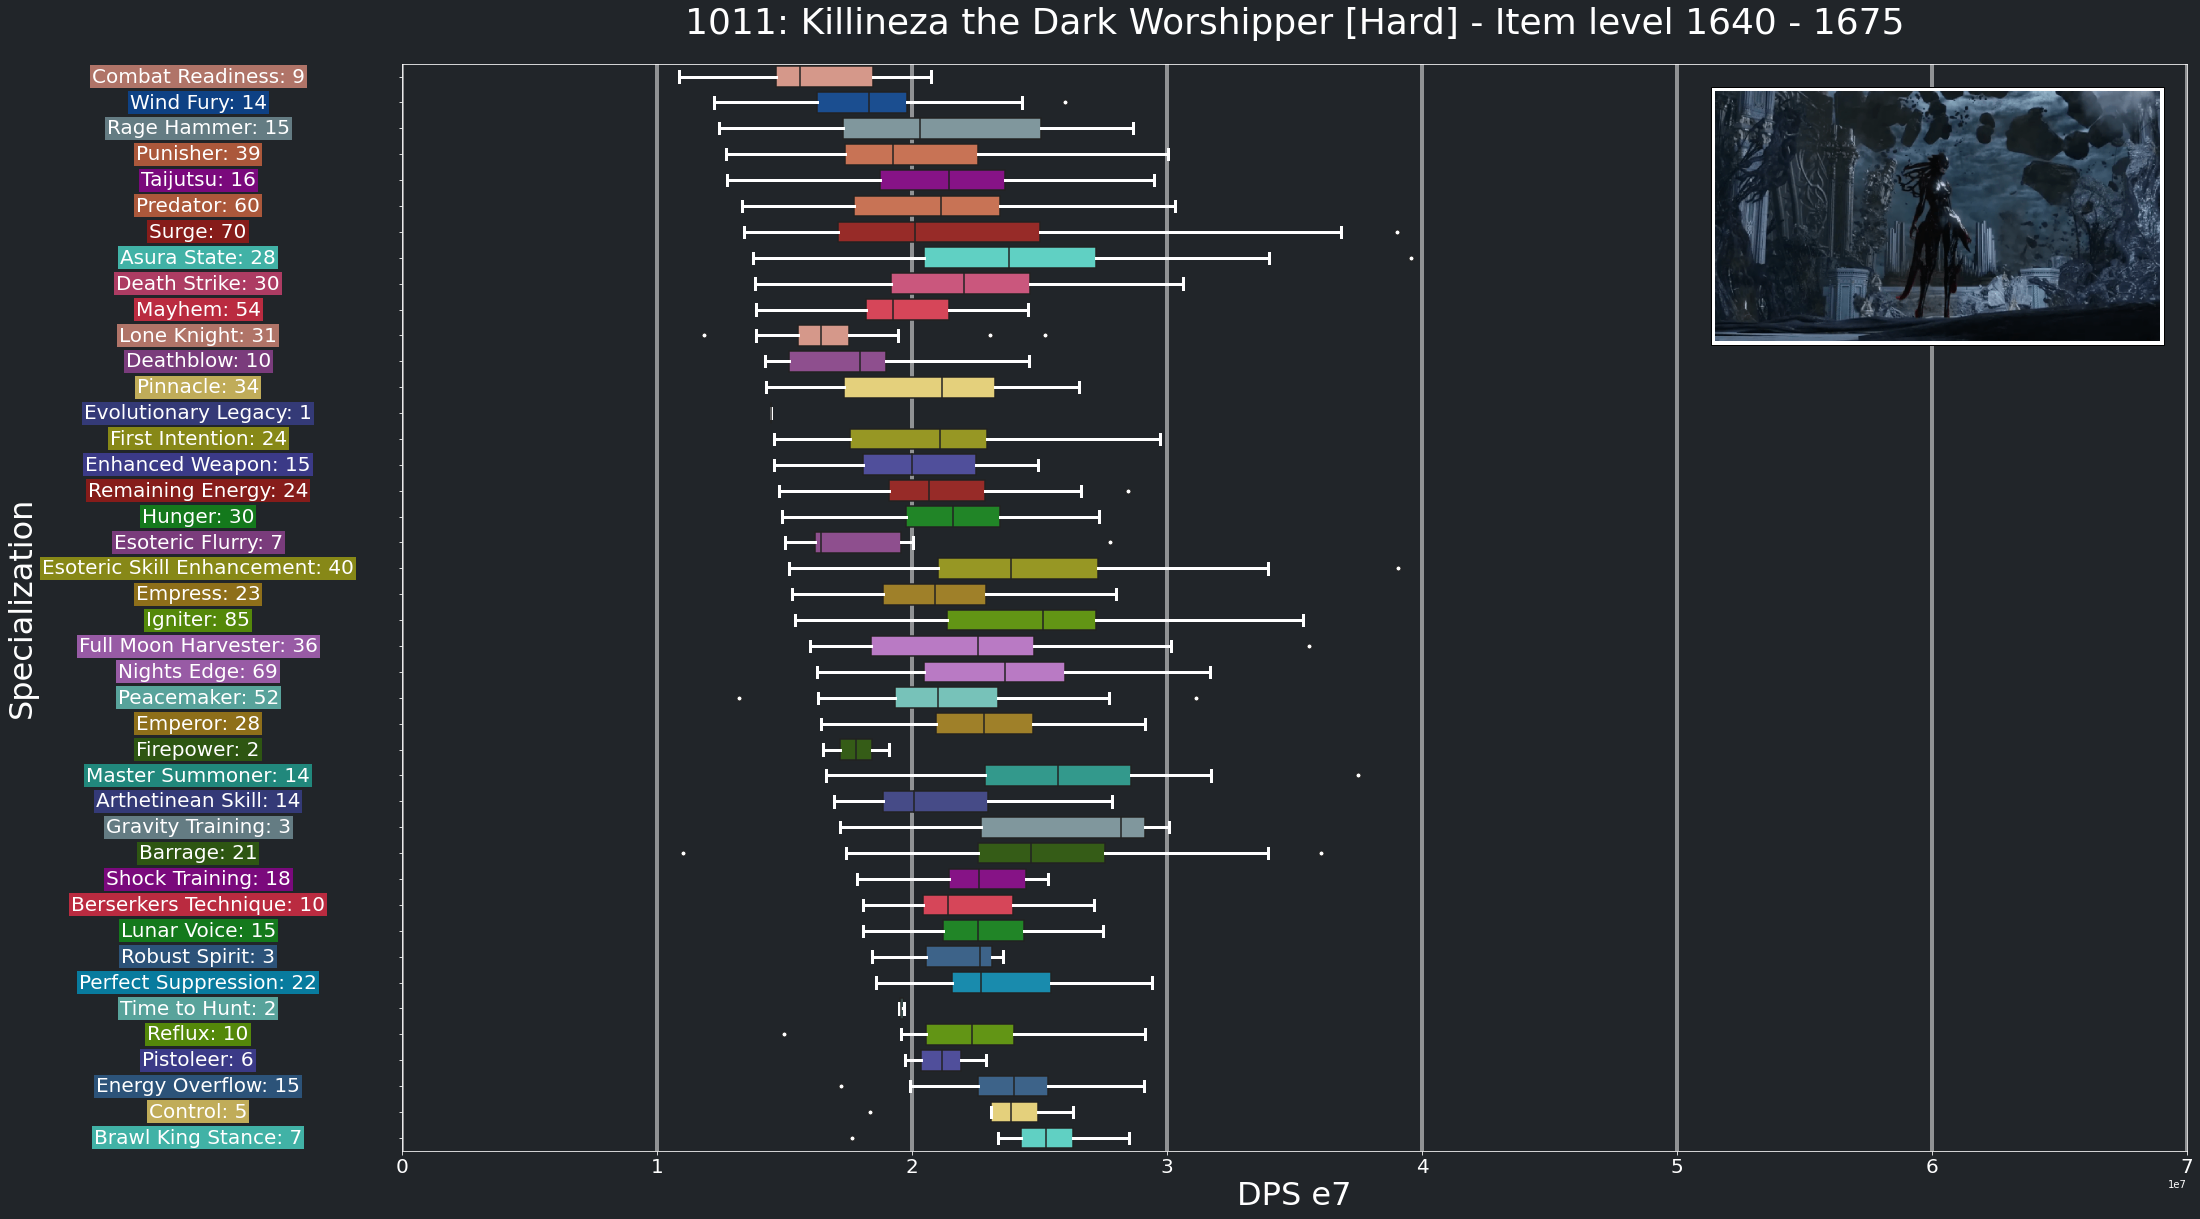 1011: Killineza the Dark Worshipper [Hard] - Item level 1640 - 1675
Combat Readiness: 9
Wind Fury: 14
Rage Hammer: 15
Punisher: 39
Taijutsu: 16
Predator: 60
Surge: 70
Asura State: 28
Death Strike: 30
Mayhem: 54
Lone Knight: 31
Deathblow: 10
Pinnacle: 34
Evolutionary Legacy: 1
First Intention: 24
Enhanced Weapon: 15
Remaining Energy: 24
Hunger: 30
Esoteric Flurry: 7
Esoteric Skill Enhancement: 40
Empress: 23
Igniter: 85
Full Moon Harvester: 36
Nights Edge: 69
Peacemaker: 52
Emperor: 28
Firepower: 2
Master Summoner: 14
Arthetinean Skill: 14
Gravity Training: 3
Barrage: 21
Shock Training: 18
Berserkers Technique: 10
Lunar Voice: 15
Robust Spirit: 3
Perfect Suppression: 22
Time to Hunt: 2
Reflux: 10
Pistoleer: 6
Energy Overflow: 15
Control: 5
Brawl King Stance: 7
Specialization
0 1 2 3 4 5 6 7
1e7
DPS e7